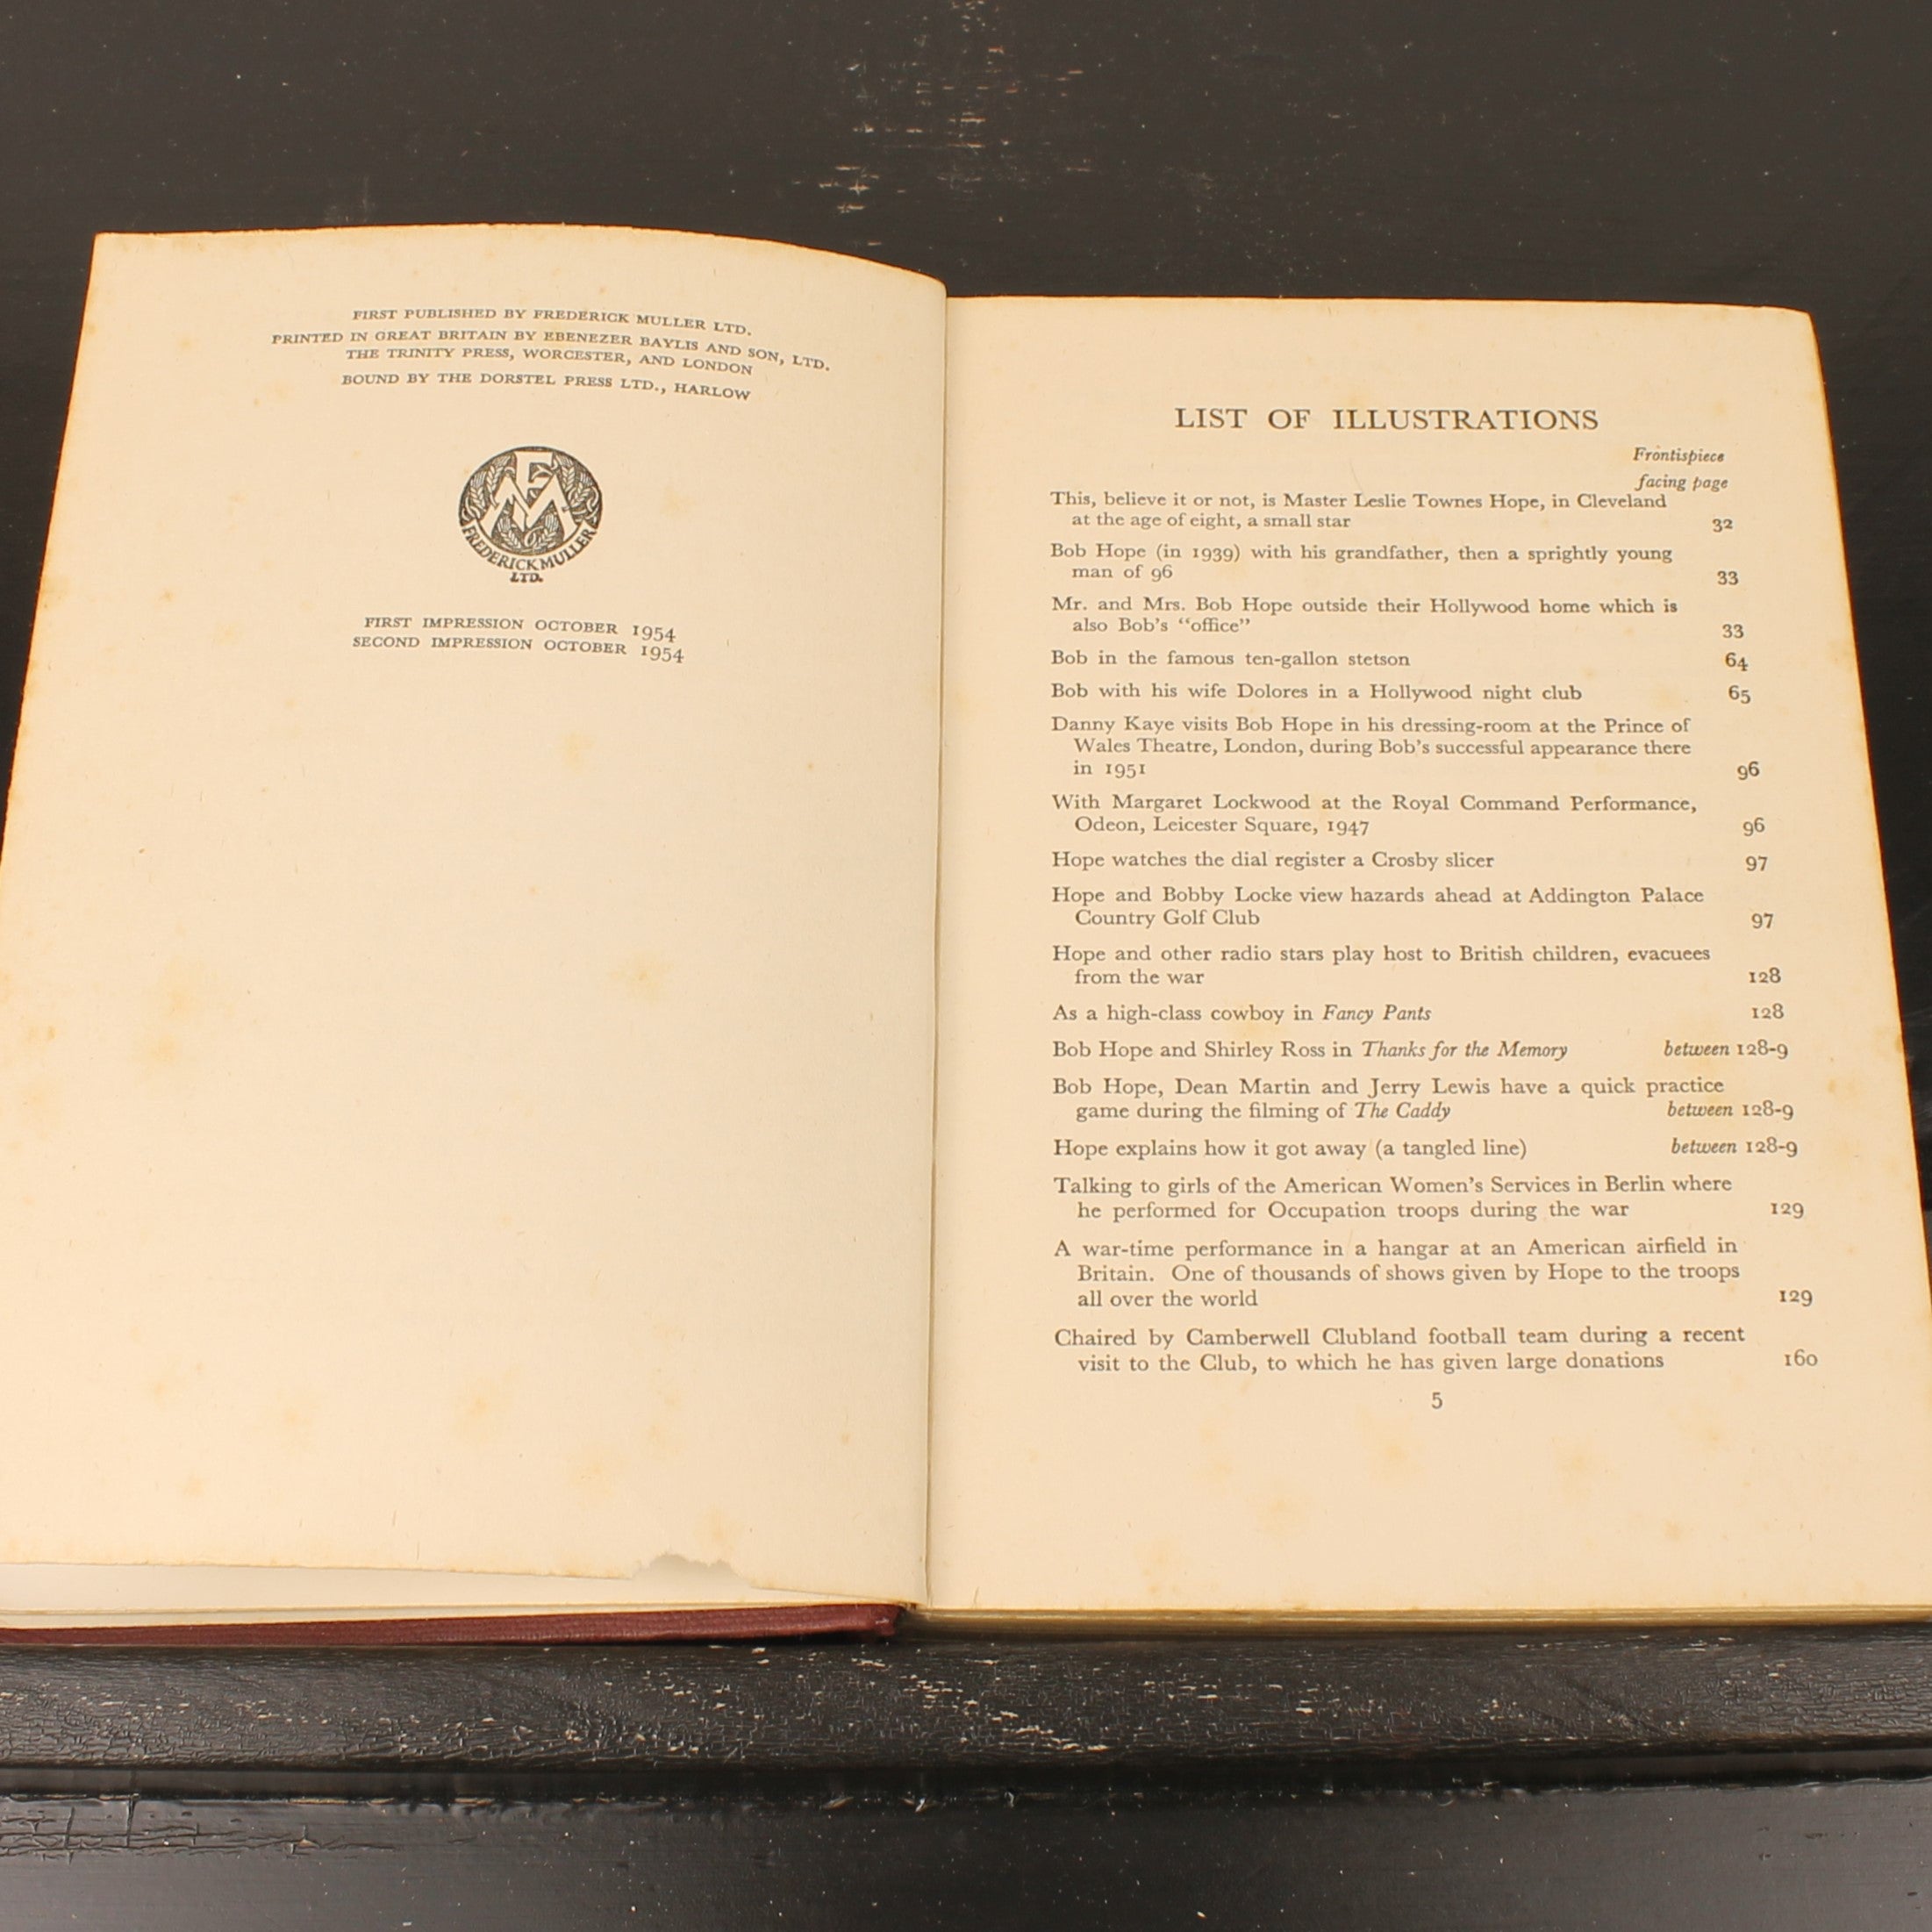 FIRST PUBLISHED BY FREDERICK MULLER LTD.
PRINTED IN GREAT BRITAIN BY EBENEZER BAYLIS AND SON, LTD.
THE TRINITY PRESS, WORCESTER, AND LONDON
BOUND BY THE DORSTEL PRESS LTD., HARLOW
FM
FREDERICK MULLER
LTD.
FIRST IMPRESSION OCTOBER 1954
SECOND IMPRESSION OCTOBER 1954
LIST OF ILLUSTRATIONS
Frontispiece
facing page
This, believe it or not, is Master Leslie Townes Hope, in Cleveland
at the age of eight, a small star 32
Bob Hope (in 1939) with his grandfather, then a sprightly young
man of 96 33
Mr. and Mrs. Bob Hope outside their Hollywood home which is
also Bob's "office" 33
Bob in the famous ten-gallon stetson 64
Bob with his wife Dolores in a Hollywood night club 65
Danny Kaye visits Bob Hope in his dressing-room at the Prince of
Wales Theatre, London, during Bob's successful appearance there
in 1951 96
With Margaret Lockwood at the Royal Command Performance,
Odeon, Leicester Square, 1947 96
Hope watches the dial register a Crosby slicer 97
Hope and Bobby Locke view hazards ahead at Addington Palace
Country Golf Club 97
Hope and other radio stars play host to British children, evacuees
from the war 128
As a high-class cowboy in Fancy Pants 128
Bob Hope and Shirley Ross in Thanks for the Memory between 128-9
Bob Hope, Dean Martin and Jerry Lewis have a quick practice
game during the filming of The Caddy between 128-9
Hope explains how it got away (a tangled line) between 128-9
Talking to girls of the American Women's Services in Berlin where
he performed for Occupation troops during the war 129
A war-time performance in a hangar at an American airfield in
Britain. One of thousands of shows given by Hope to the troops
all over the world 129
Chaired by Camberwell Clubland football team during a recent
visit to the Club, to which he has given large donations 160
5